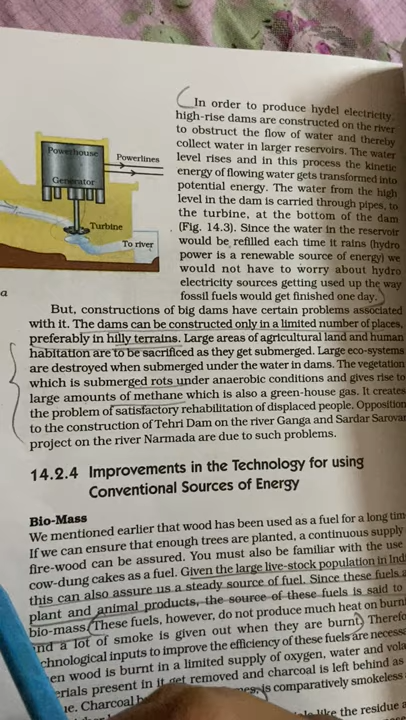 Powerhouse
Generator
Powerlines
Turbine
To river
a
In order to produce hydel electricity,
high-rise dams are constructed on the river
to obstruct the flow of water and thereby
collect water in larger reservoirs. The water
level rises and in this process the kinetic
energy of flowing water gets transformed into
potential energy. The water from the high
level in the dam is carried through pipes, to
the turbine, at the bottom of the dam
(Fig. 14.3). Since the water in the reservoir
would be refilled each time it rains (hydro
power is a renewable source of energy) we
would not have to worry about hydro
electricity sources getting used up the way
fossil fuels would get finished one day.
But, constructions of big dams have certain problems associated
with it. The dams can be constructed only in a limited number of places,
preferably in hilly terrains. Large areas of agricultural land and human
habitation are to be sacrificed as they get submerged. Large eco-systems
are destroyed when submerged under the water in dams. The vegetation
which is submerged rots under anaerobic conditions and gives rise to
large amounts of methane which is also a green-house gas. It creates
the problem of satisfactory rehabilitation of displaced people. Opposition
to the construction of Tehri Dam on the river Ganga and Sardar Sarovar
project on the river Narmada are due to such problems.
14.2.4 Improvements in the Technology for using
Conventional Sources of Energy
Bio-Mass
We mentioned earlier that wood has been used as a fuel for a long tim
If we can ensure that enough trees are planted, a continuous supply
fire-wood can be assured. You must also be familiar with the use
cow-dung cakes as a fuel. Given the large live-stock population in Ind
this can also assure us a steady source of fuel. Since these fuels a
plant and animal products, the source of these fuels is said to
bio-mass. These fuels, however, do not produce much heat on burni
and a lot of smoke is given out when they are burnt. Therefo
chnological inputs to improve the efficiency of these fuels are necessa
en wood is burnt in a limited supply of oxygen, water and vola
erials present in it get removed and charcoal is left behind as
ue. Charcoal is comparatively smokeless
like the residue a